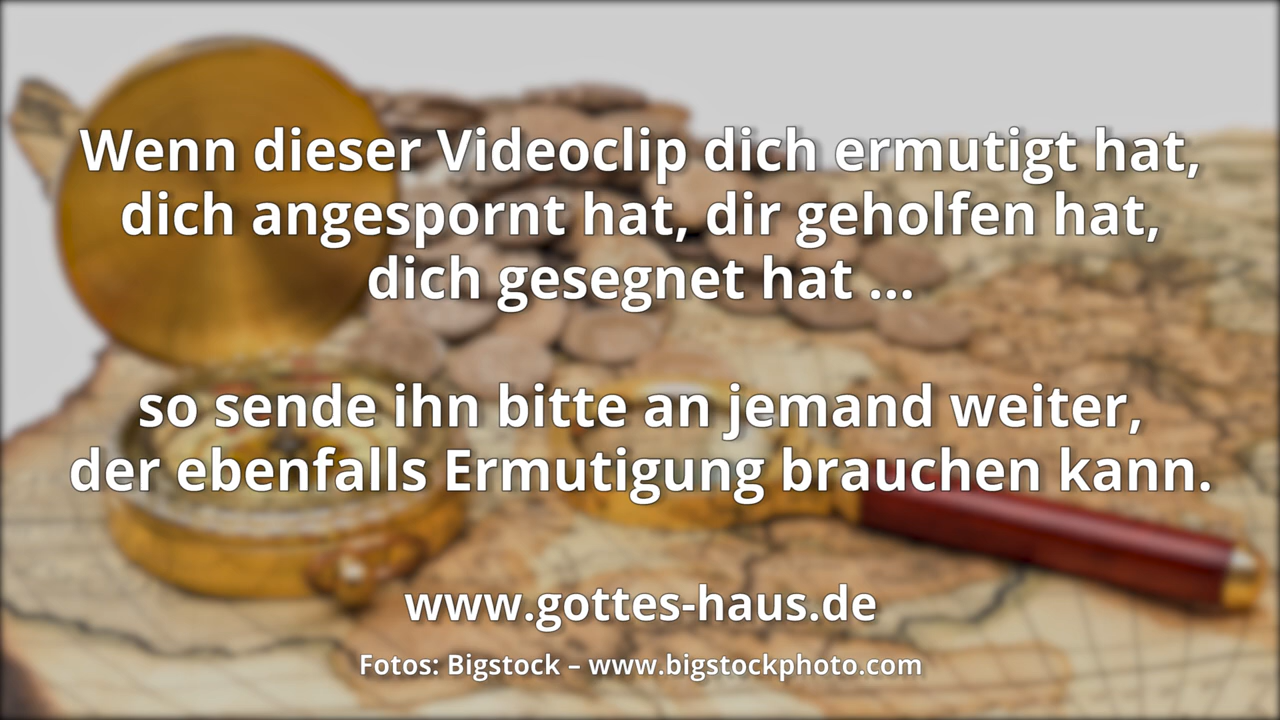 Wenn dieser Videoclip dich ermutigt hat,
dich angespornt hat, dir geholfen hat,
dich gesegnet hat ...
so sende ihn bitte an jemand weiter,
der ebenfalls Ermutigung brauchen kann.
www.gottes-haus.de
Fotos: Bigstock – www.bigstockphoto.com